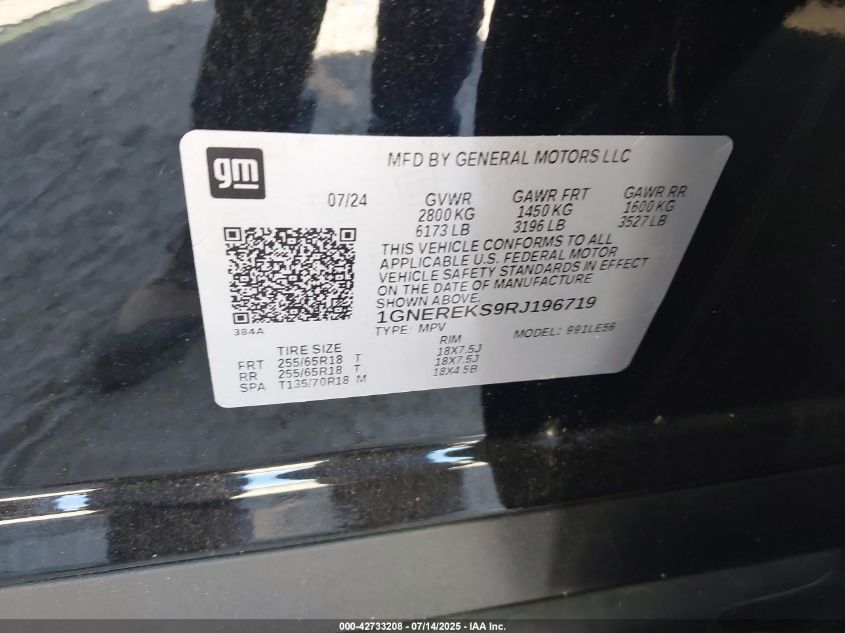 gm
MFD BY GENERAL MOTORS LLC
07/24 GVWR GAWR FRT GAWR RR
2800 KG 1450 KG 1600 KG
6173 LB 3196 LB 3527 LB
THIS VEHICLE CONFORMS TO ALL
APPLICABLE U.S. FEDERAL MOTOR
VEHICLE SAFETY STANDARDS IN EFFECT
ON THE DATE OF MANUFACTURE
SHOWN ABOVE.
384A
1GNEREKS9RJ196719
TYPE: MPV MODEL: 991LE56
TIRE SIZE RIM
FRT 255/65R18 T 18X7.5J
RR 255/65R18 T 18X7.5J
SPA T135/70R18 M 18X4.5B
000-42733208 - 07/14/2025 - IAA Inc.